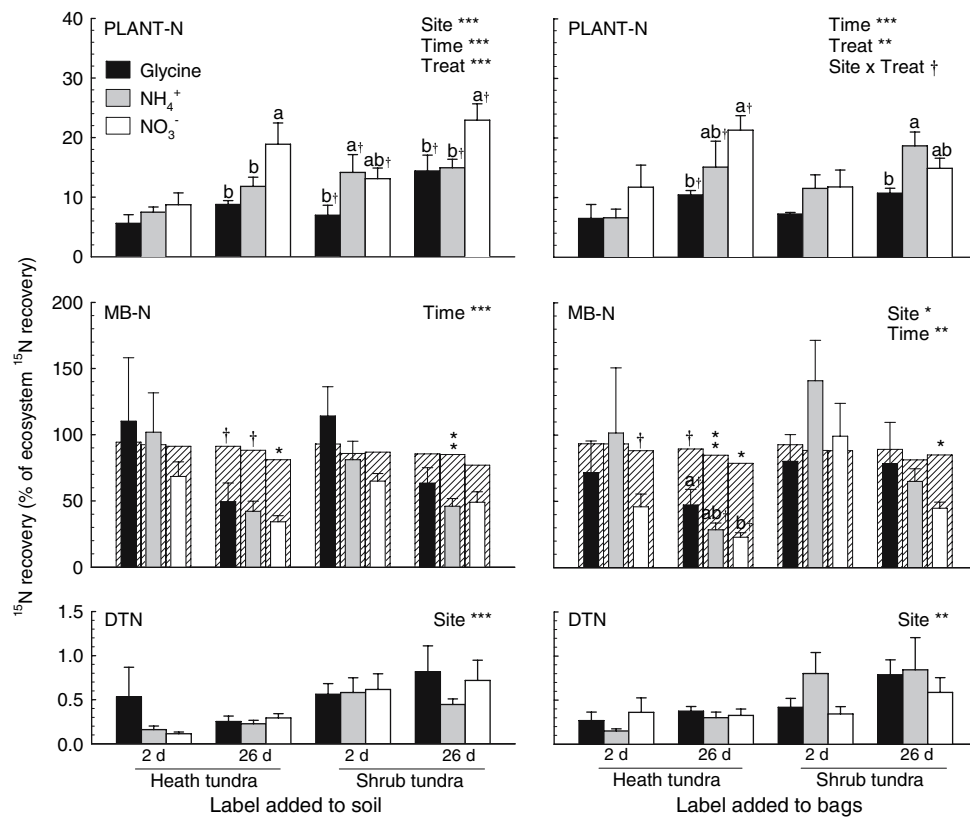 ¹⁵N recovery (% of ecosystem ¹⁵N recovery)
PLANT-N
Site ***
Time ***
Treat ***
Glycine
NH₄⁺
NO₃⁻
40
30
20
10
0
b b a
b† a† ab†
b† b† a†
PLANT-N
Time ***
Treat **
Site x Treat †
b† ab† a†
b a ab
MB-N
Time ***
200
150
100
50
0
† † *
*
*
MB-N
Site *
Time **
†
† * *
*
*
a† ab† b†
DTN
Site ***
1.5
1.0
0.5
0.0
2 d 26 d 2 d 26 d
Heath tundra Shrub tundra
Label added to soil
DTN
Site **
2 d 26 d 2 d 26 d
Heath tundra Shrub tundra
Label added to bags